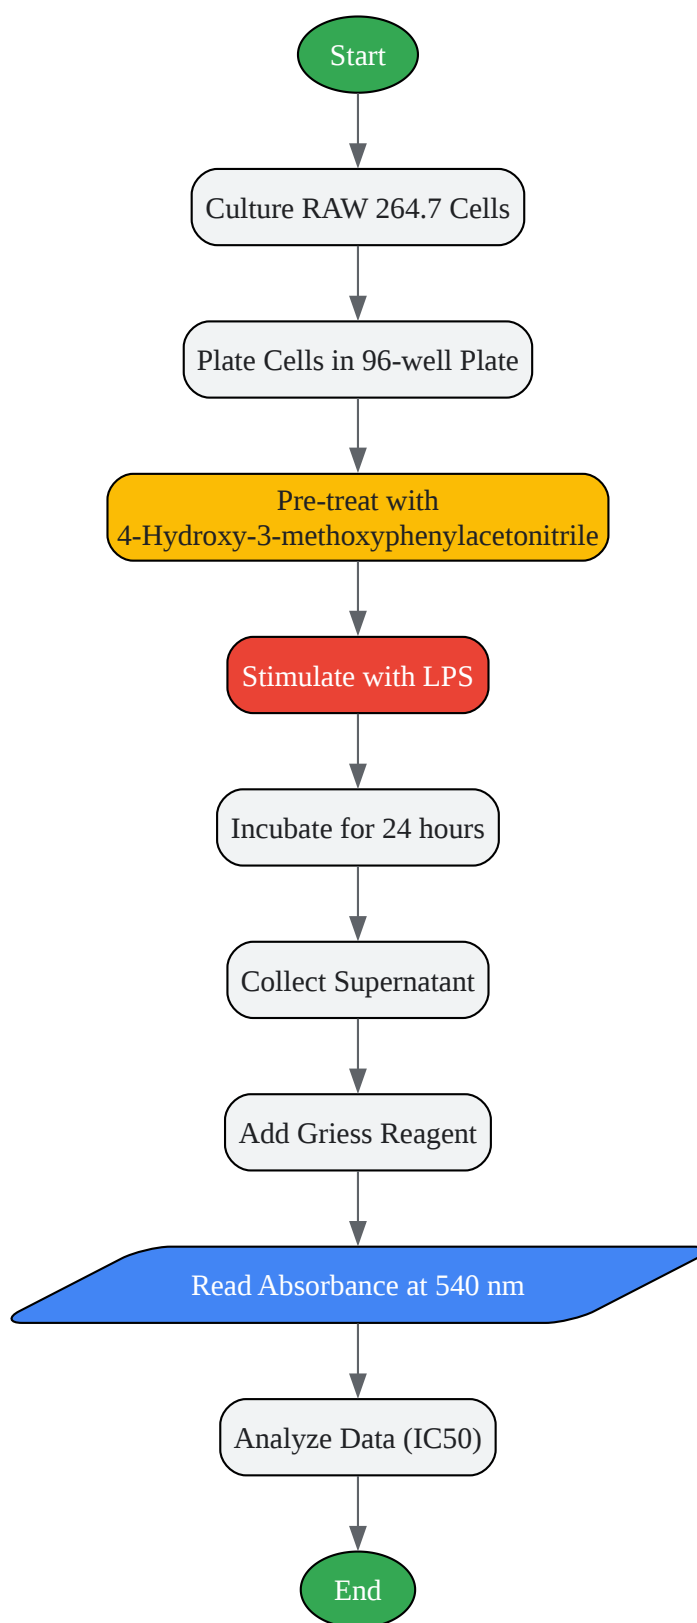 Start
Culture RAW 264.7 Cells
Plate Cells in 96-well Plate
Pre-treat with
4-Hydroxy-3-methoxyphenylacetonitrile
Stimulate with LPS
Incubate for 24 hours
Collect Supernatant
Add Griess Reagent
Read Absorbance at 540 nm
Analyze Data (IC50)
End